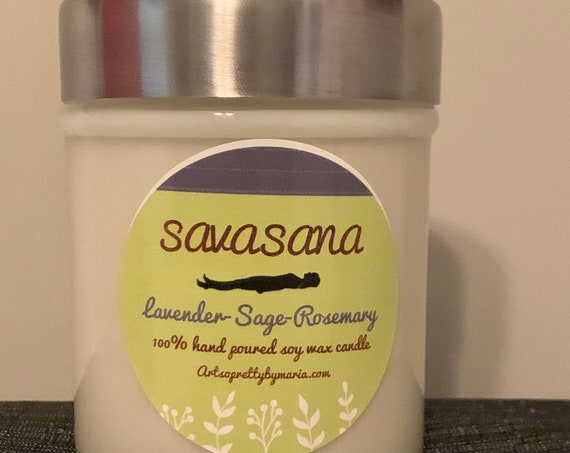 savasana
Lavender-Sage-Rosemary
100% hand poured soy wax candle
Artsoprettybymaria.com